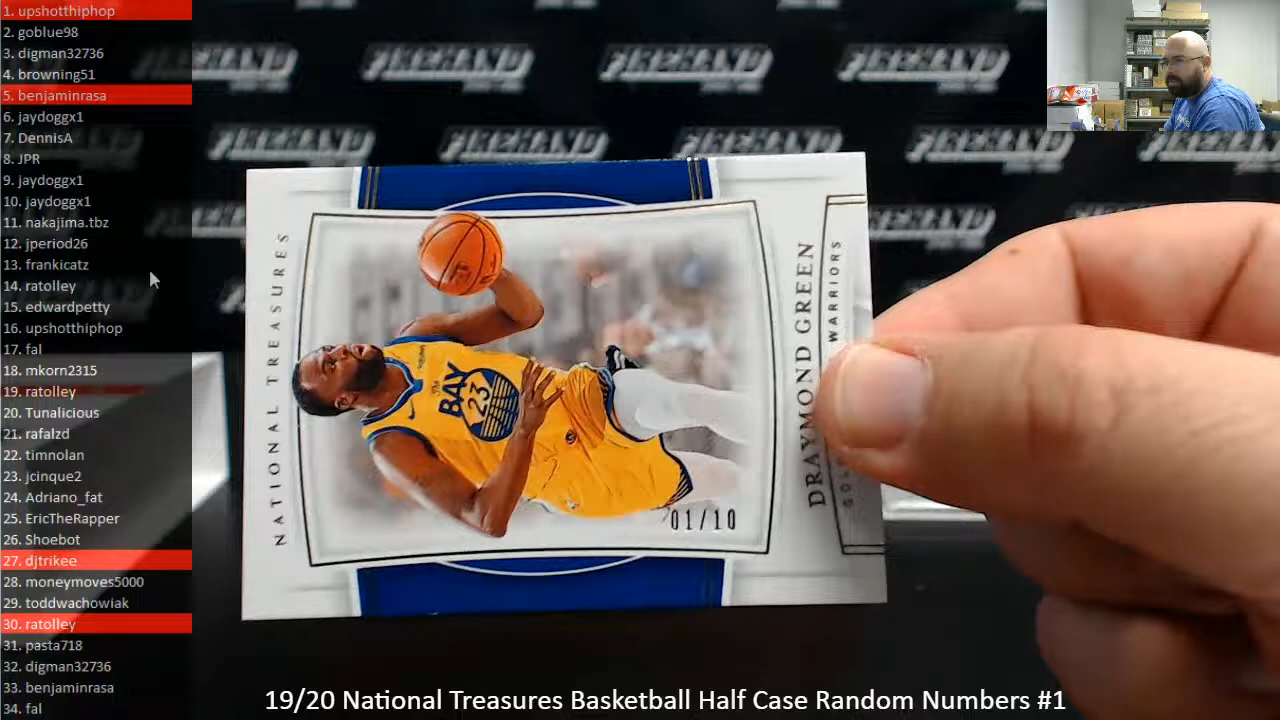 1. upshotthiphop
2. goblue98
3. digman32736
4. browning51
5. benjaminrasa
6. jaydoggx1
7. DennisA
8. JPR
9. jaydoggx1
10. jaydoggx1
11. nakajima.tbz
12. jperiod26
13. frankicatz
14. ratolley
15. edwardpetty
16. upshotthiphop
17. fal
18. mkorn2315
19. ratolley
20. Tunalicious
21. rafalzd
22. timnolan
23. jcinque2
24. Adriano_fat
25. EricTheRapper
26. Shoebot
27. djtrikee
28. moneymoves5000
29. toddwachowiak
30. ratolley
31. pasta718
32. digman32736
33. benjaminrasa
34. fal
NATIONAL TREASURES
The
BAY
23
01/10
DRAYMOND GREEN
WARRIORS
19/20 National Treasures Basketball Half Case Random Numbers #1